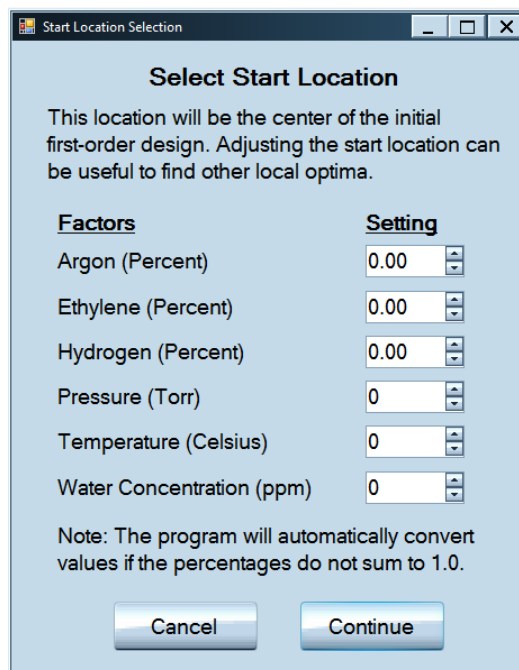 Start Location Selection
Select Start Location
This location will be the center of the initial
first-order design. Adjusting the start location can
be useful to find other local optima.
Factors Setting
Argon (Percent) 0.00
Ethylene (Percent) 0.00
Hydrogen (Percent) 0.00
Pressure (Torr) 0
Temperature (Celsius) 0
Water Concentration (ppm) 0
Note: The program will automatically convert
values if the percentages do not sum to 1.0.
Cancel Continue